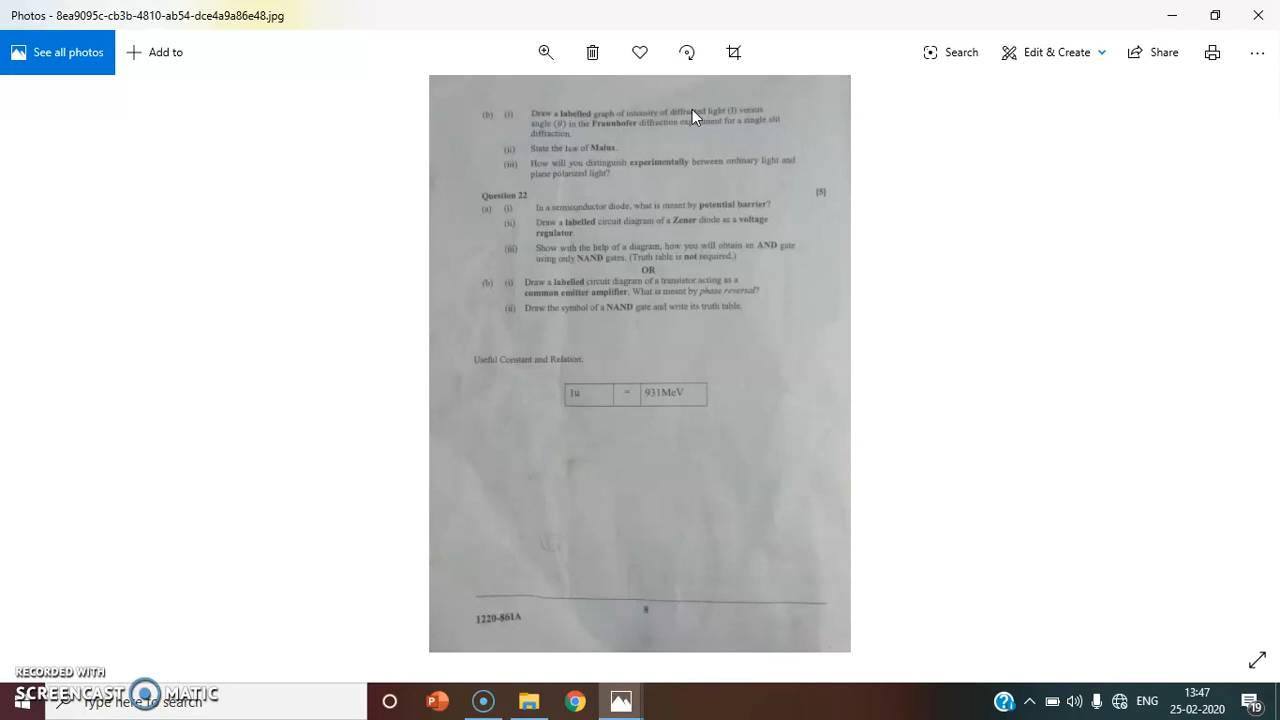 Photos - 8ea9095c-cb3b-4810-ab54-dce4a9a86e48.jpg
See all photos
Add to
Search
Edit & Create
Share
(b) (i) Draw a labelled graph of intensity of diffracted light (I) versus
angle (θ) in the Fraunhofer diffraction experiment for a single slit
diffraction.
(ii) State the law of Malus.
(iii) How will you distinguish experimentally between ordinary light and
plane polarized light?
Question 22 [5]
(a) (i) In a semiconductor diode, what is meant by potential barrier?
(ii) Draw a labelled circuit diagram of a Zener diode as a voltage
regulator.
(iii) Show with the help of a diagram, how you will obtain an AND gate
using only NAND gates. (Truth table is not required.)
OR
(b) (i) Draw a labelled circuit diagram of a transistor acting as a
common emitter amplifier. What is meant by phase reversal?
(ii) Draw the symbol of a NAND gate and write its truth table.
Useful Constant and Relation:
1u = 931MeV
8
1220-861A
RECORDED WITH
SCREENCAST MATIC
Type here to search
ENG
13:47
25-02-2020
19